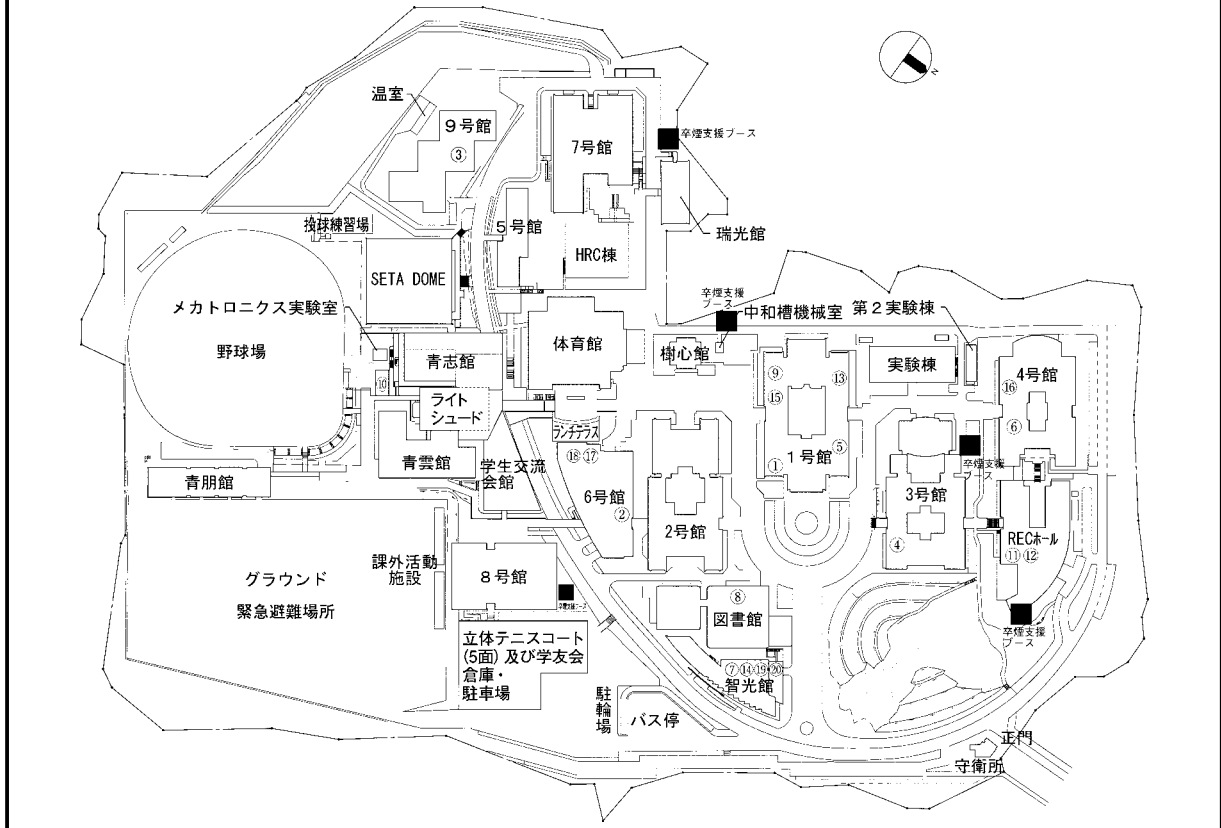 N
温室
9号館
③
7号館
卒煙支援ブース
投球練習場
5号館
HRC棟
瑞光館
SETA DOME
メカトロニクス実験室
野球場
体育館
樹心館
卒煙支援
ブース
中和槽機械室
第2実験棟
実験棟
4号館
⑯
⑥
青志館
⑩
ライト
シュード
ランチテラス
⑱⑰
⑨
⑬
⑮
⑤
①
1号館
卒煙支援
ブース
青雲館
学生交流
会館
青朋館
6号館
②
2号館
3号館
④
RECホール
⑪⑫
課外活動
施設
8号館
卒煙支援ブース
グラウンド
緊急避難場所
⑧
図書館
卒煙支援
ブース
立体テニスコート
(5面)及び学友会
倉庫・
駐車場
⑦⑭⑲⑳
智光館
駐輪場
バス停
正門
守衛所